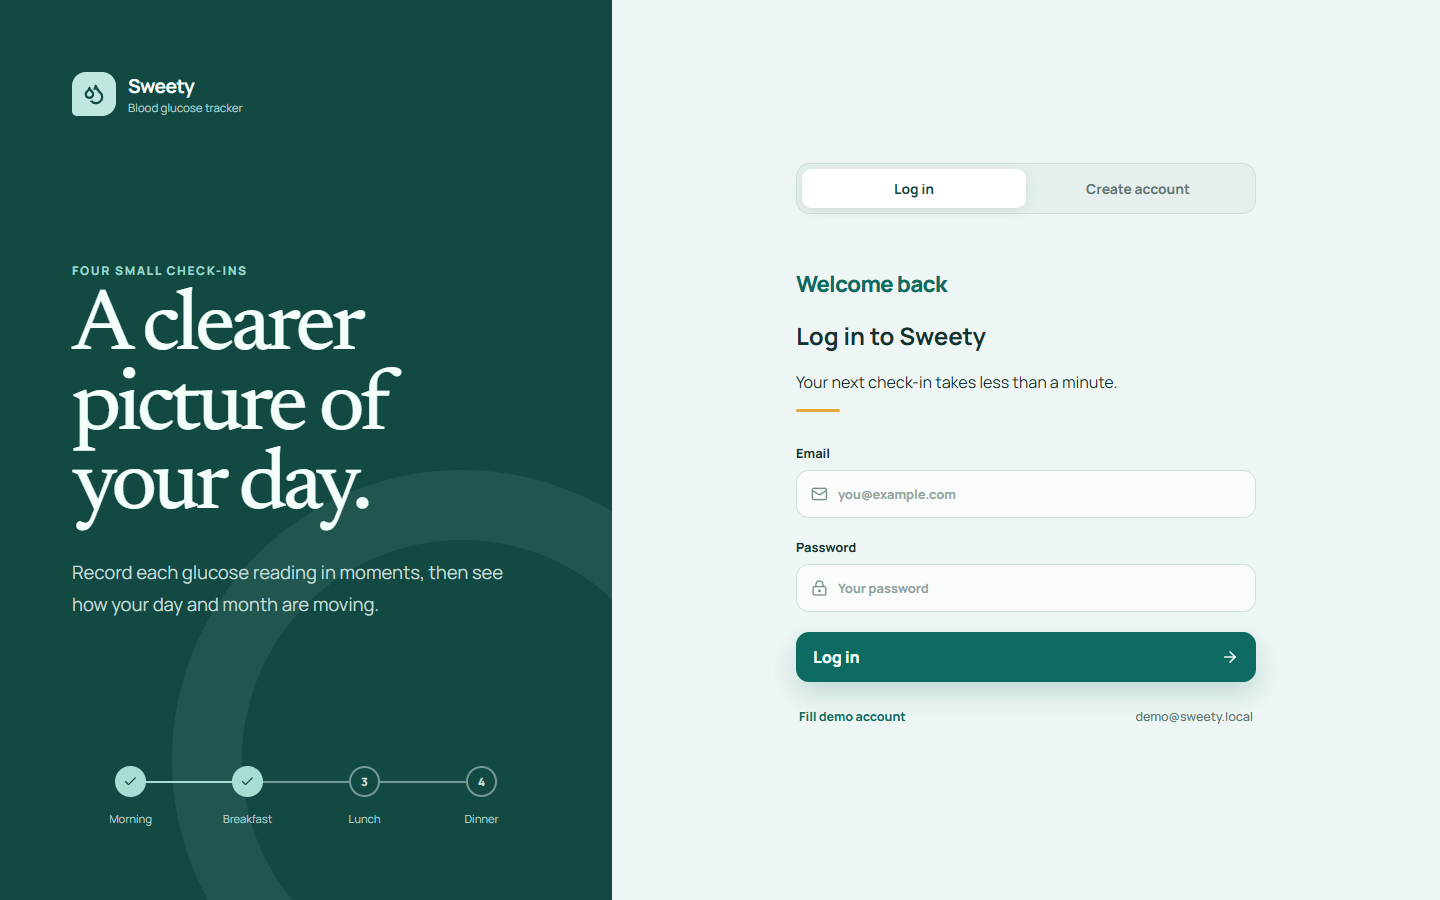 Sweety
Blood glucose tracker
FOUR SMALL CHECK-INS
A clearer
picture of
your day.
Record each glucose reading in moments, then see
how your day and month are moving.
3
4
Morning
Breakfast
Lunch
Dinner
Log in
Create account
Welcome back
Log in to Sweety
Your next check-in takes less than a minute.
Email
you@example.com
Password
Your password
Log in
Fill demo account
demo@sweety.local